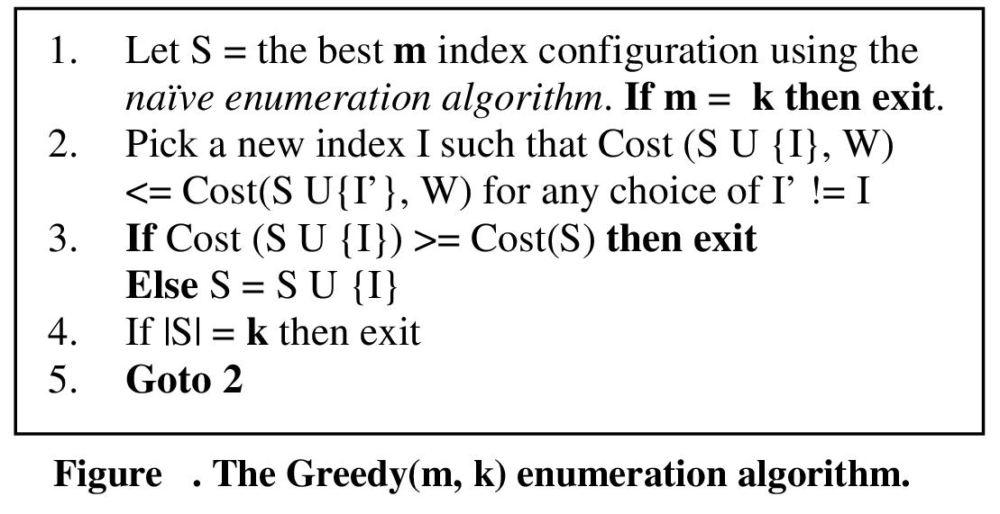 1. Let S = the best m index configuration using the
naïve enumeration algorithm. If m = k then exit.
2. Pick a new index I such that Cost (S U {I}, W)
<= Cost(S U{I’}, W) for any choice of I’ != I
3. If Cost (S U {I}) >= Cost(S) then exit
Else S = S U {I}
4. If |S| = k then exit
5. Goto 2
Figure . The Greedy(m, k) enumeration algorithm.